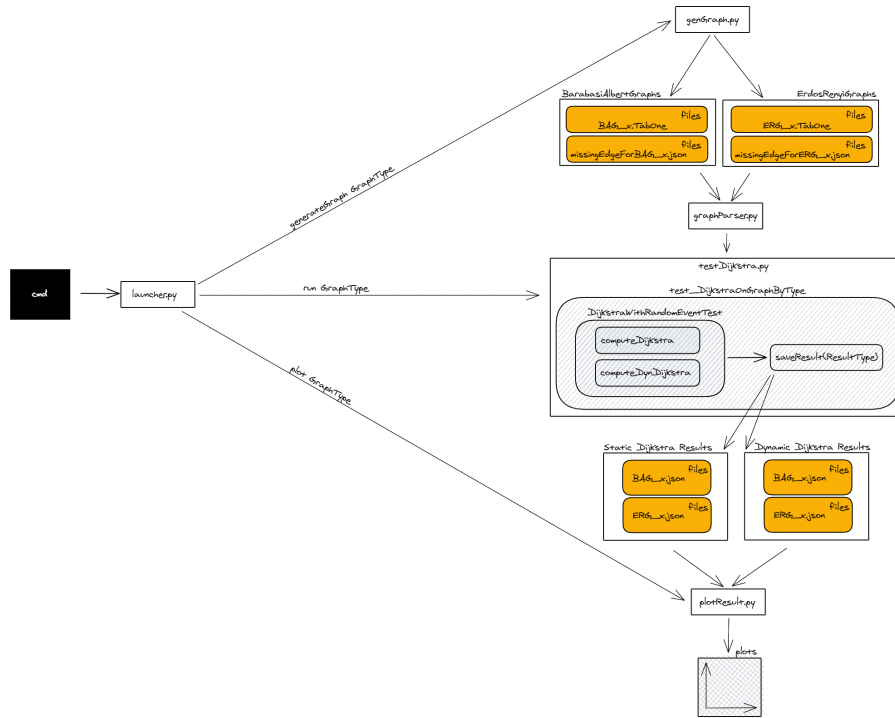 genGraph.py
BarabasiAlbertGraphs
ErdosRenyiGraphs
files
BAG_x.TabOne
files
missingEdgeForBAG_x.json
files
ERG_x.TabOne
files
missingEdgeForERG_x.json
generateGraph GraphType
graphParser.py
cmd
launcher.py
run GraphType
plot GraphType
testDijkstra.py
test_DijkstraOnGraphByType
DijkstraWithRandomEventTest
computeDijkstra
computeDynDijkstra
saveResult(ResultType)
Static Dijkstra Results
files
BAG_x.json
files
ERG_x.json
Dynamic Dijkstra Results
files
BAG_x.json
files
ERG_x.json
plotResult.py
plots